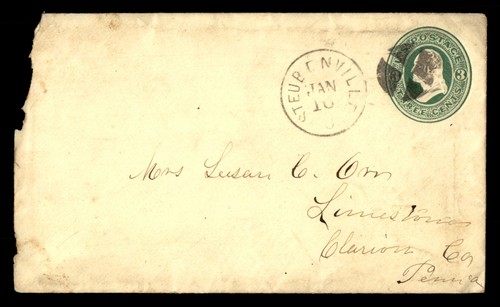 POSTAGE
3
THREE CENTS
STEUBENVILLE
JAN
10
Mrs Susan C. Orr
Limestone
Clarion Co
Penna